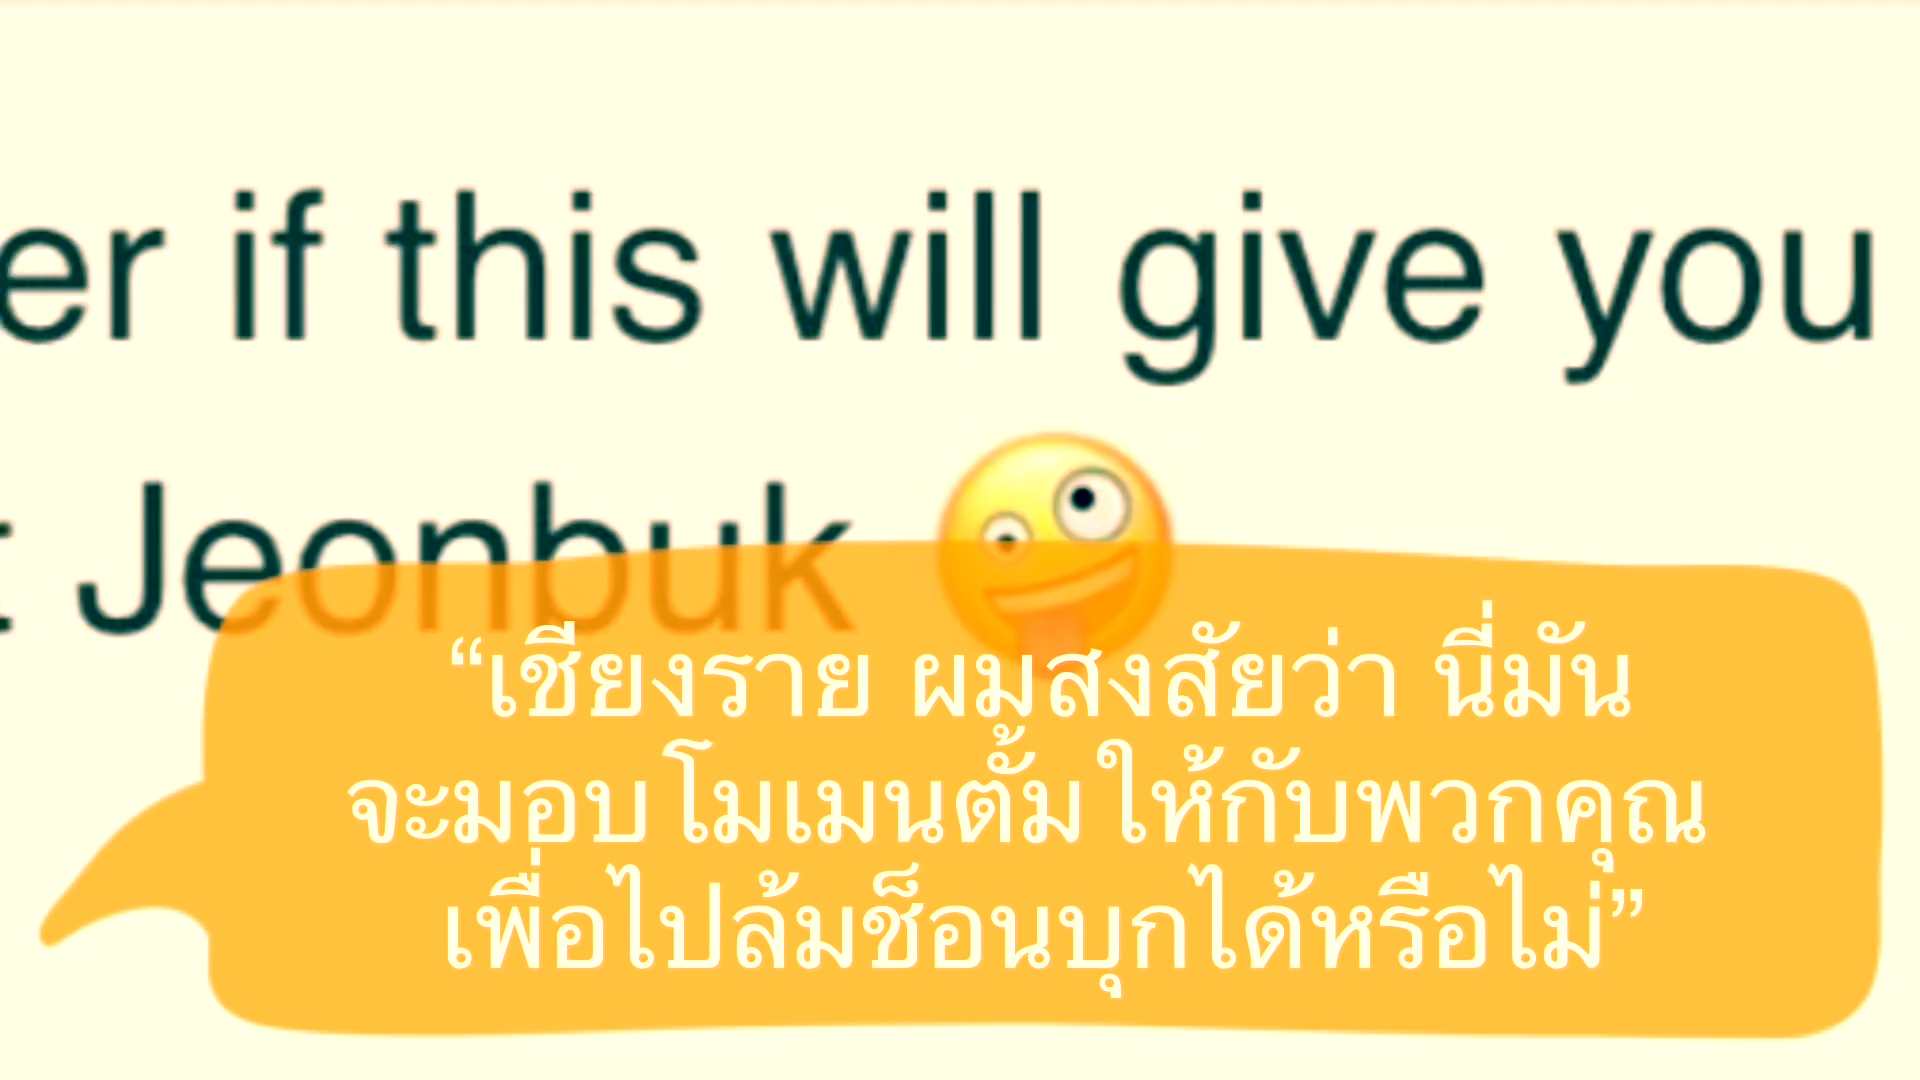 er if this will give you
t Jeonbuk 🤪
“เชียงราย ผมสงสัยว่า นี่มัน
จะมอบโมเมนตั้มให้กับพวกคุณ
เพื่อไปล้มช็อนบุกได้หรือไม่”